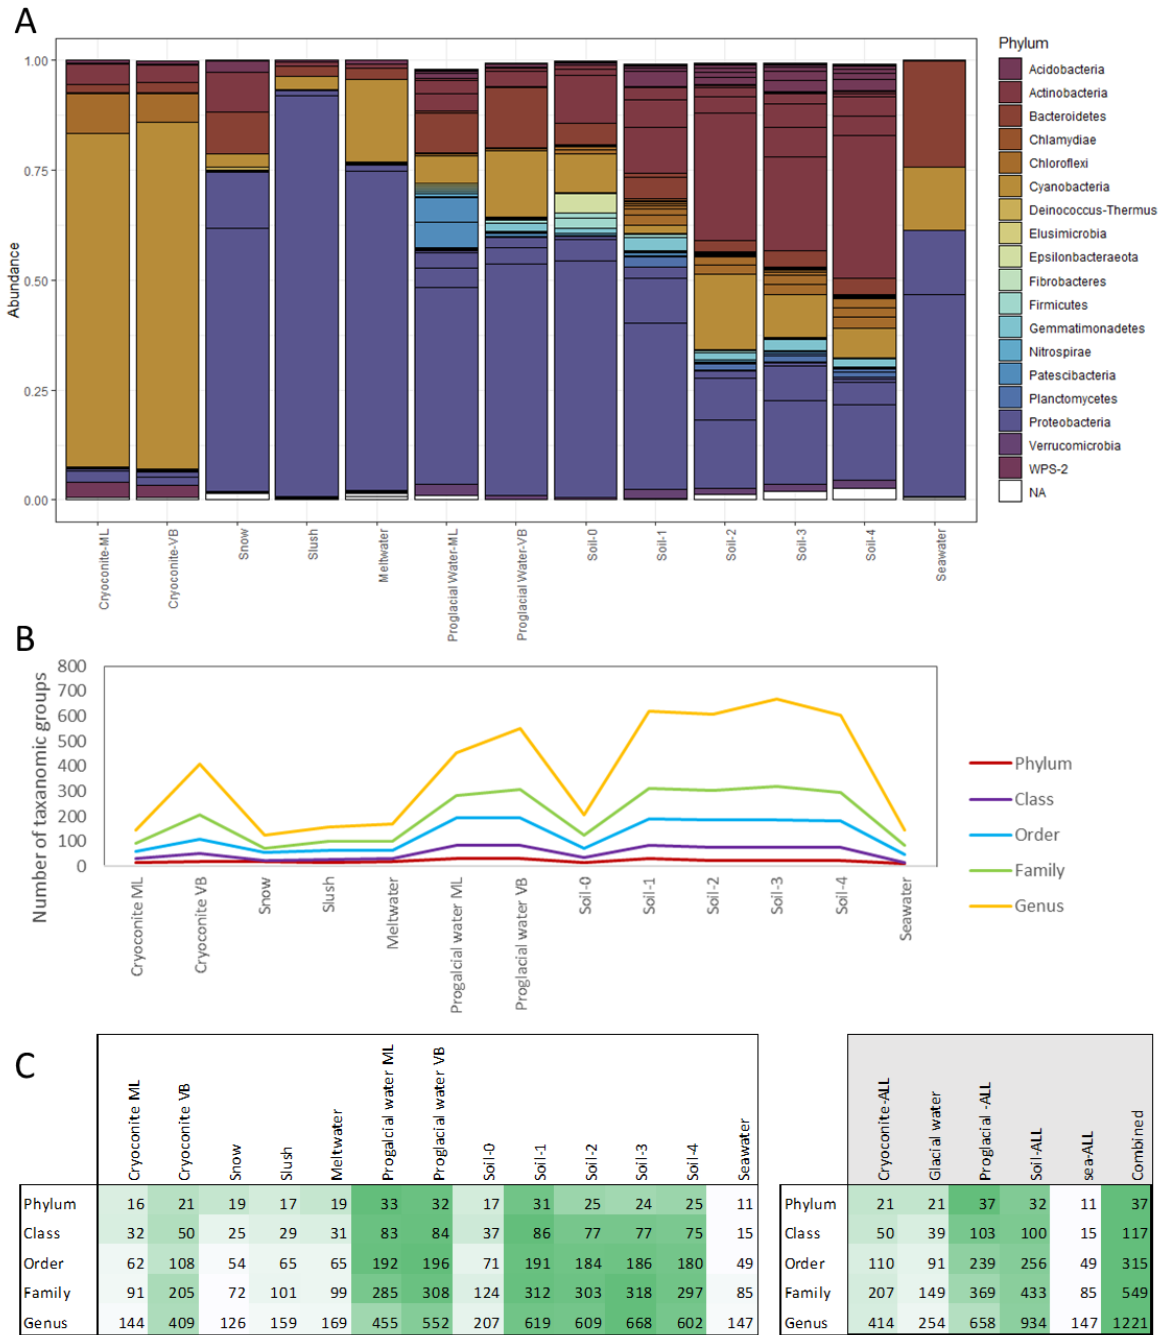 A
Phylum
1.00
0.75
0.50
0.25
0.00
Abundance
Acidobacteria
Actinobacteria
Bacteroidetes
Chlamydiae
Chloroflexi
Cyanobacteria
Deinococcus-Thermus
Elusimicrobia
Epsilonbacteraeota
Fibrobacteres
Firmicutes
Gemmatimonadetes
Nitrospirae
Patescibacteria
Planctomycetes
Proteobacteria
Verrucomicrobia
WPS-2
NA
Cryoconite-ML
Cryoconite-VB
Snow
Slush
Meltwater
Proglacial Water-ML
Proglacial Water-VB
Soil-0
Soil-1
Soil-2
Soil-3
Soil-4
Seawater
B
Number of taxanomic groups
800
700
600
500
400
300
200
100
0
Cryoconite ML
Cryoconite VB
Snow
Slush
Meltwater
Progalcial water ML
Proglacial water VB
Soil-0
Soil-1
Soil-2
Soil-3
Soil-4
Seawater
Phylum
Class
Order
Family
Genus
C
Cryoconite ML Cryoconite VB Snow Slush Meltwater Progalcial water ML Proglacial water VB Soil-0 Soil-1 Soil-2 Soil-3 Soil-4 Seawater
Phylum 16 21 19 17 19 33 32 17 31 25 24 25 11
Class 32 50 25 29 31 83 84 37 86 77 77 75 15
Order 62 108 54 65 65 192 196 71 191 184 186 180 49
Family 91 205 72 101 99 285 308 124 312 303 318 297 85
Genus 144 409 126 159 169 455 552 207 619 609 668 602 147
Cryoconite-ALL Glacial water Proglacial -ALL Soil-ALL sea-ALL Combined
Phylum 21 21 37 32 11 37
Class 50 39 103 100 15 117
Order 110 91 239 256 49 315
Family 207 149 369 433 85 549
Genus 414 254 658 934 147 1221